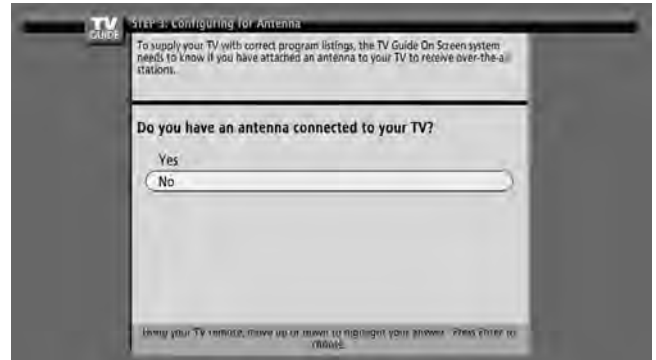 TV
GUIDE
STEP 3: Configuring for Antenna
To supply your TV with correct program listings, the TV Guide On Screen system
needs to know if you have attached an antenna to your TV to receive over-the-a
stations.
Do you have an antenna connected to your TV?
Yes
No
Using your TV remote, move up or down to highlight your answer. Press Enter to